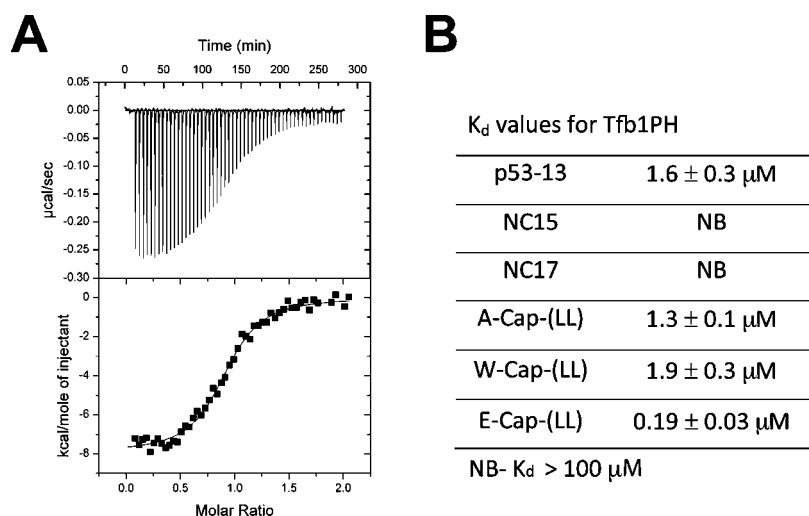 A
Time (min)
0 50 100 150 200 250 300
0.05
0.00
-0.05
-0.10
-0.15
-0.20
-0.25
-0.30
µcal/sec
0
-2
-4
-6
-8
kcal/mole of injectant
0.0 0.5 1.0 1.5 2.0
Molar Ratio
B
Kd values for Tfb1PH
p53-13 1.6 ± 0.3 µM
NC15 NB
NC17 NB
A-Cap-(LL) 1.3 ± 0.1 µM
W-Cap-(LL) 1.9 ± 0.3 µM
E-Cap-(LL) 0.19 ± 0.03 µM
NB- Kd > 100 µM